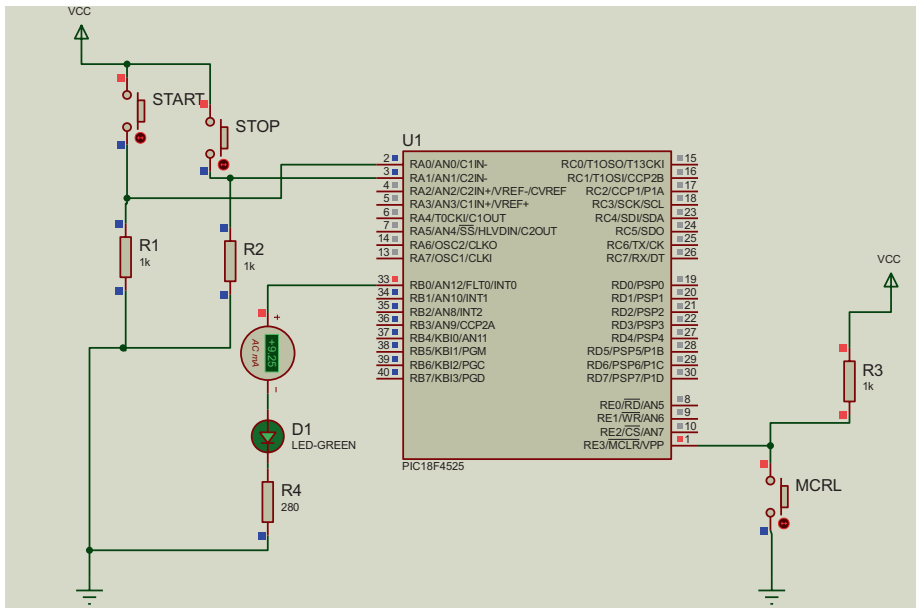 VCC
START
STOP
U1
2 RA0/AN0/C1IN-
3 RA1/AN1/C2IN-
4 RA2/AN2/C2IN+/VREF-/CVREF
5 RA3/AN3/C1IN+/VREF+
6 RA4/T0CKI/C1OUT
7 RA5/AN4/SS/HLVDIN/C2OUT
14 RA6/OSC2/CLKO
13 RA7/OSC1/CLKI
33 RB0/AN12/FLT0/INT0
34 RB1/AN10/INT1
35 RB2/AN8/INT2
36 RB3/AN9/CCP2A
37 RB4/KBI0/AN11
38 RB5/KBI1/PGM
39 RB6/KBI2/PGC
40 RB7/KBI3/PGD
RC0/T1OSO/T13CKI 15
RC1/T1OSI/CCP2B 16
RC2/CCP1/P1A 17
RC3/SCK/SCL 18
RC4/SDI/SDA 23
RC5/SDO 24
RC6/TX/CK 25
RC7/RX/DT 26
RD0/PSP0 19
RD1/PSP1 20
RD2/PSP2 21
RD3/PSP3 22
RD4/PSP4 27
RD5/PSP5/P1B 28
RD6/PSP6/P1C 29
RD7/PSP7/P1D 30
RE0/RD/AN5 8
RE1/WR/AN6 9
RE2/CS/AN7 10
RE3/MCLR/VPP 1
PIC18F4525
R1
1k
R2
1k
+
AC mA
+9.25
-
D1
LED-GREEN
R4
280
VCC
R3
1k
MCRL